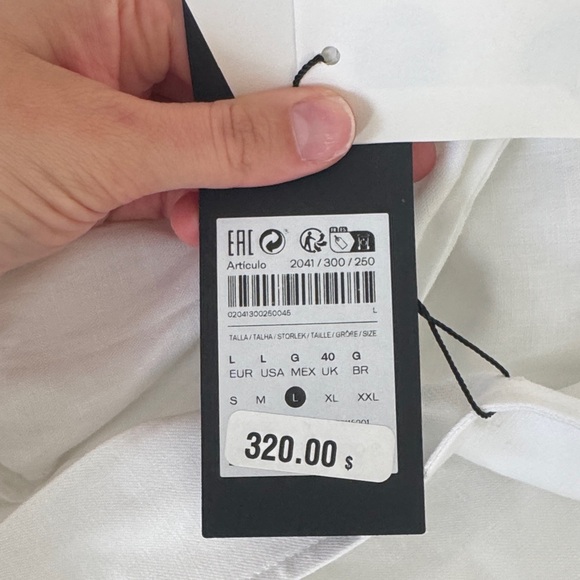 EAC
Artículo 2041 / 300 / 250
02041300250045 L
TALLA / TALHA / STORLEK / TAILLE / GRÖßE / SIZE
L L G 40 G
EUR USA MEX UK BR
S M L XL XXL
320.00 $